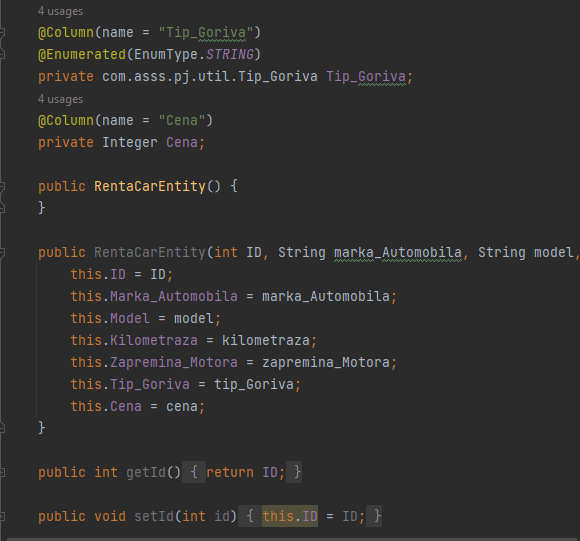 4 usages
@Column(name = "Tip_Goriva")
@Enumerated(EnumType.STRING)
private com.asss.pj.util.Tip_Goriva Tip_Goriva;
4 usages
@Column(name = "Cena")
private Integer Cena;
public RentaCarEntity() {
}
public RentaCarEntity(int ID, String marka_Automobila, String model,
this.ID = ID;
this.Marka_Automobila = marka_Automobila;
this.Model = model;
this.Kilometraza = kilometraza;
this.Zapremina_Motora = zapremina_Motora;
this.Tip_Goriva = tip_Goriva;
this.Cena = cena;
}
public int getId() { return ID; }
public void setId(int id) { this.ID = ID; }